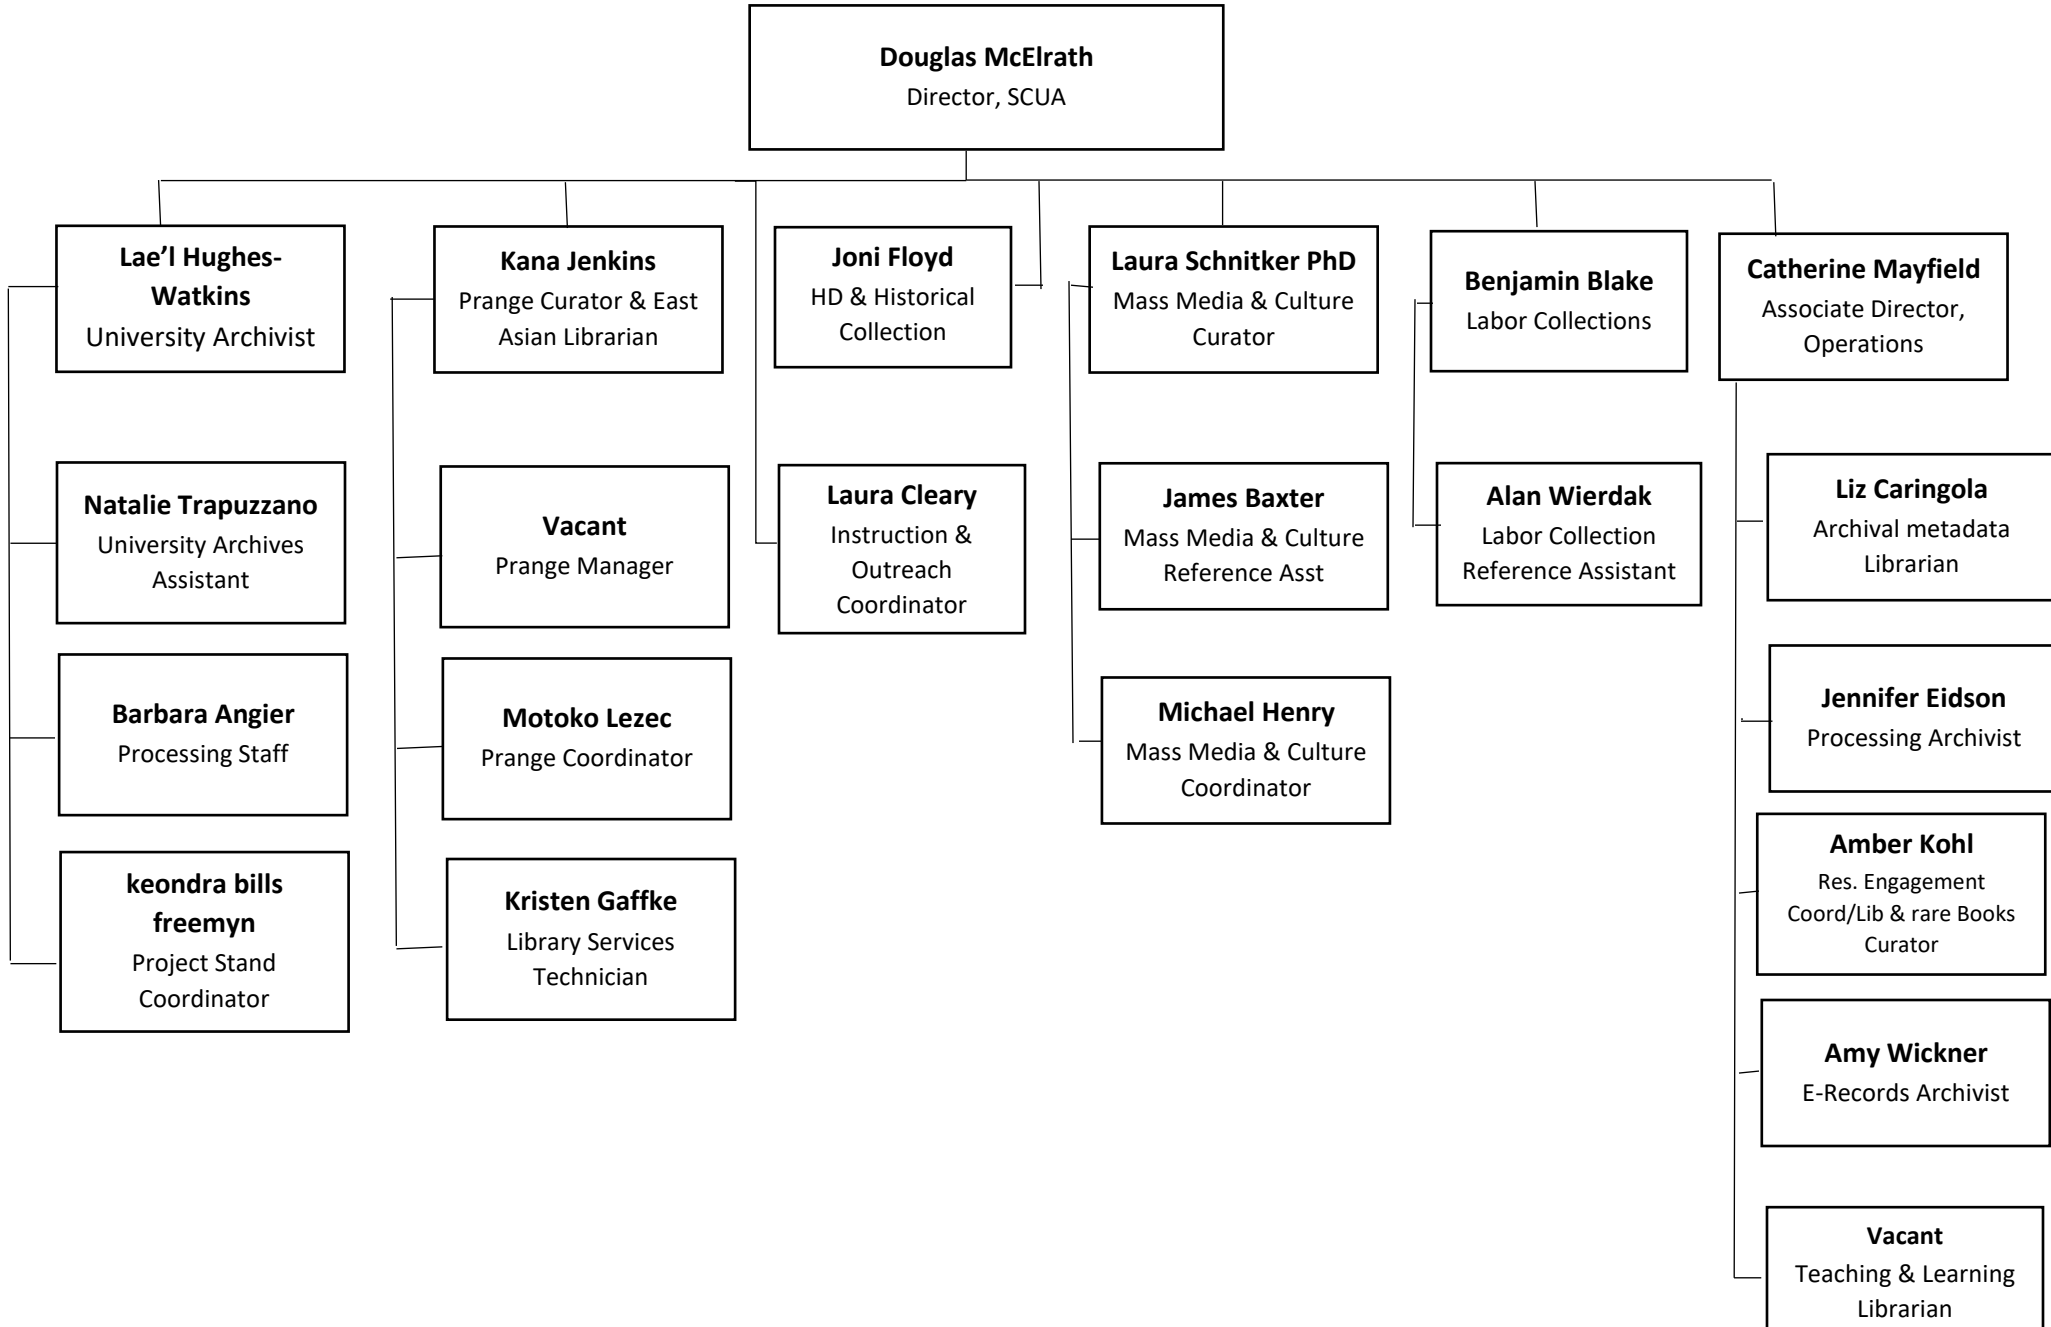 Douglas McElrath
Director, SCUA
Lae’l Hughes-
Watkins
University Archivist
Kana Jenkins
Prange Curator & East
Asian Librarian
Joni Floyd
HD & Historical
Collection
Laura Schnitker PhD
Mass Media & Culture
Curator
Benjamin Blake
Labor Collections
Catherine Mayfield
Associate Director,
Operations
Natalie Trapuzzano
University Archives
Assistant
Vacant
Prange Manager
Laura Cleary
Instruction &
Outreach
Coordinator
James Baxter
Mass Media & Culture
Reference Asst
Alan Wierdak
Labor Collection
Reference Assistant
Liz Caringola
Archival metadata
Librarian
Barbara Angier
Processing Staff
Motoko Lezec
Prange Coordinator
Michael Henry
Mass Media & Culture
Coordinator
Jennifer Eidson
Processing Archivist
keondra bills
freemyn
Project Stand
Coordinator
Kristen Gaffke
Library Services
Technician
Amber Kohl
Res. Engagement
Coord/Lib & rare Books
Curator
Amy Wickner
E-Records Archivist
Vacant
Teaching & Learning
Librarian